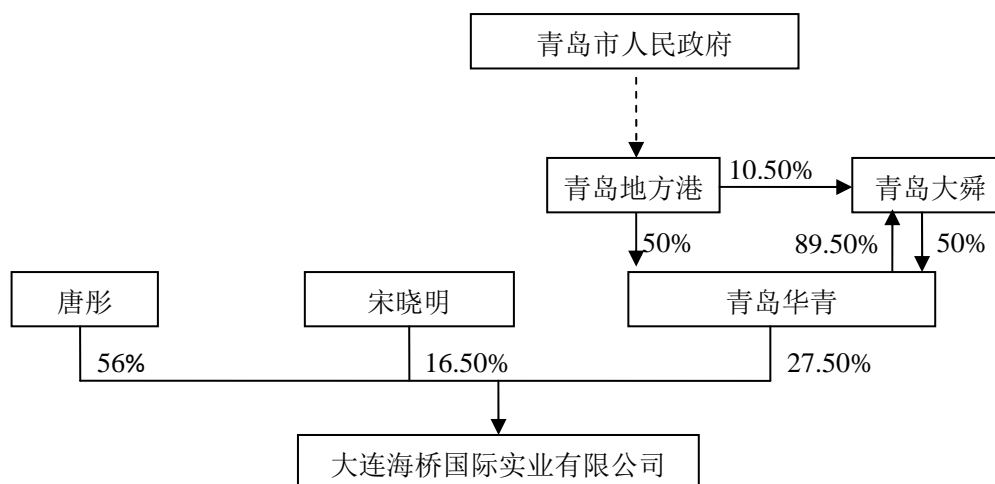 青岛市人民政府
10.50%
青岛地方港
青岛大舜
50%
89.50%
50%
唐彤
宋晓明
青岛华青
56%
16.50%
27.50%
大连海桥国际实业有限公司